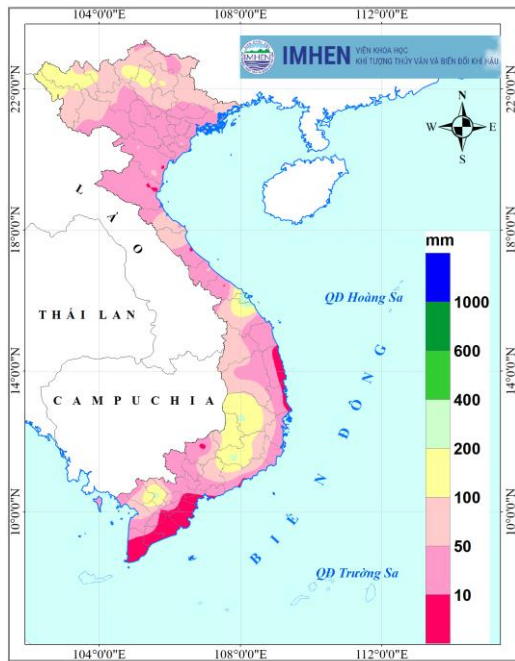 104°0'0"E 108°0'0"E 112°0'0"E
IMHEN
IMHEN
VIỆN KHOA HỌC
KHÍ TƯỢNG THỦY VĂN VÀ BIẾN ĐỔI KHÍ HẬU
22°0'0"N
22°0'0"N
N
W E
S
LÀO
18°0'0"N
18°0'0"N
mm
QĐ Hoàng Sa
1000
THÁI LAN
600
14°0'0"N
14°0'0"N
400
CAMPUCHIA
200
BIỂN ĐÔNG
100
10°0'0"N
10°0'0"N
50
QĐ Trường Sa
10
104°0'0"E 108°0'0"E 112°0'0"E